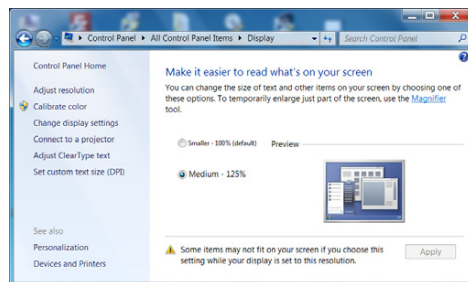 Control Panel ▸ All Control Panel Items ▸ Display
Search Control Panel
Control Panel Home
Adjust resolution
Calibrate color
Change display settings
Connect to a projector
Adjust ClearType text
Set custom text size (DPI)
See also
Personalization
Devices and Printers
Make it easier to read what's on your screen
You can change the size of text and other items on your screen by choosing one of
these options. To temporarily enlarge just part of the screen, use the Magnifier
tool.
Smaller - 100% (default)
Preview
Medium - 125%
Some items may not fit on your screen if you choose this
setting while your display is set to this resolution.
Apply